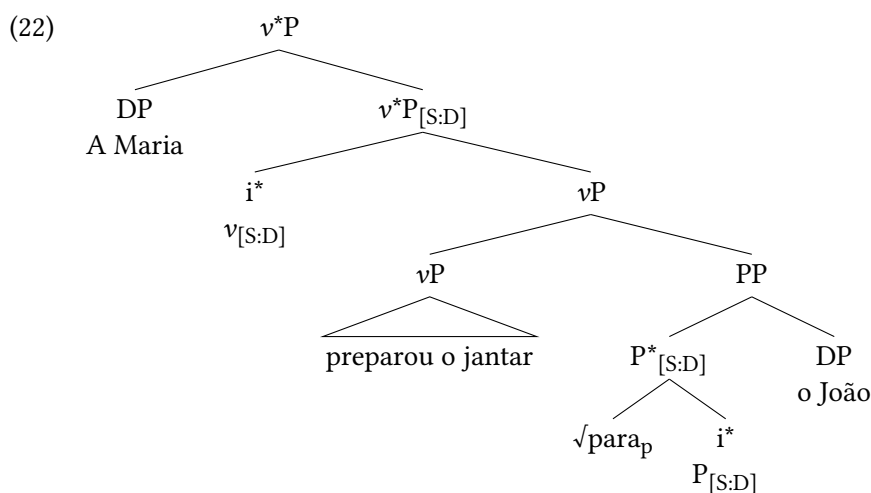 (22) v*P
DP v*P[S:D]
A Maria
i* vP
v[S:D]
vP PP
preparou o jantar P*[S:D] DP
o João
√parap i*
P[S:D]